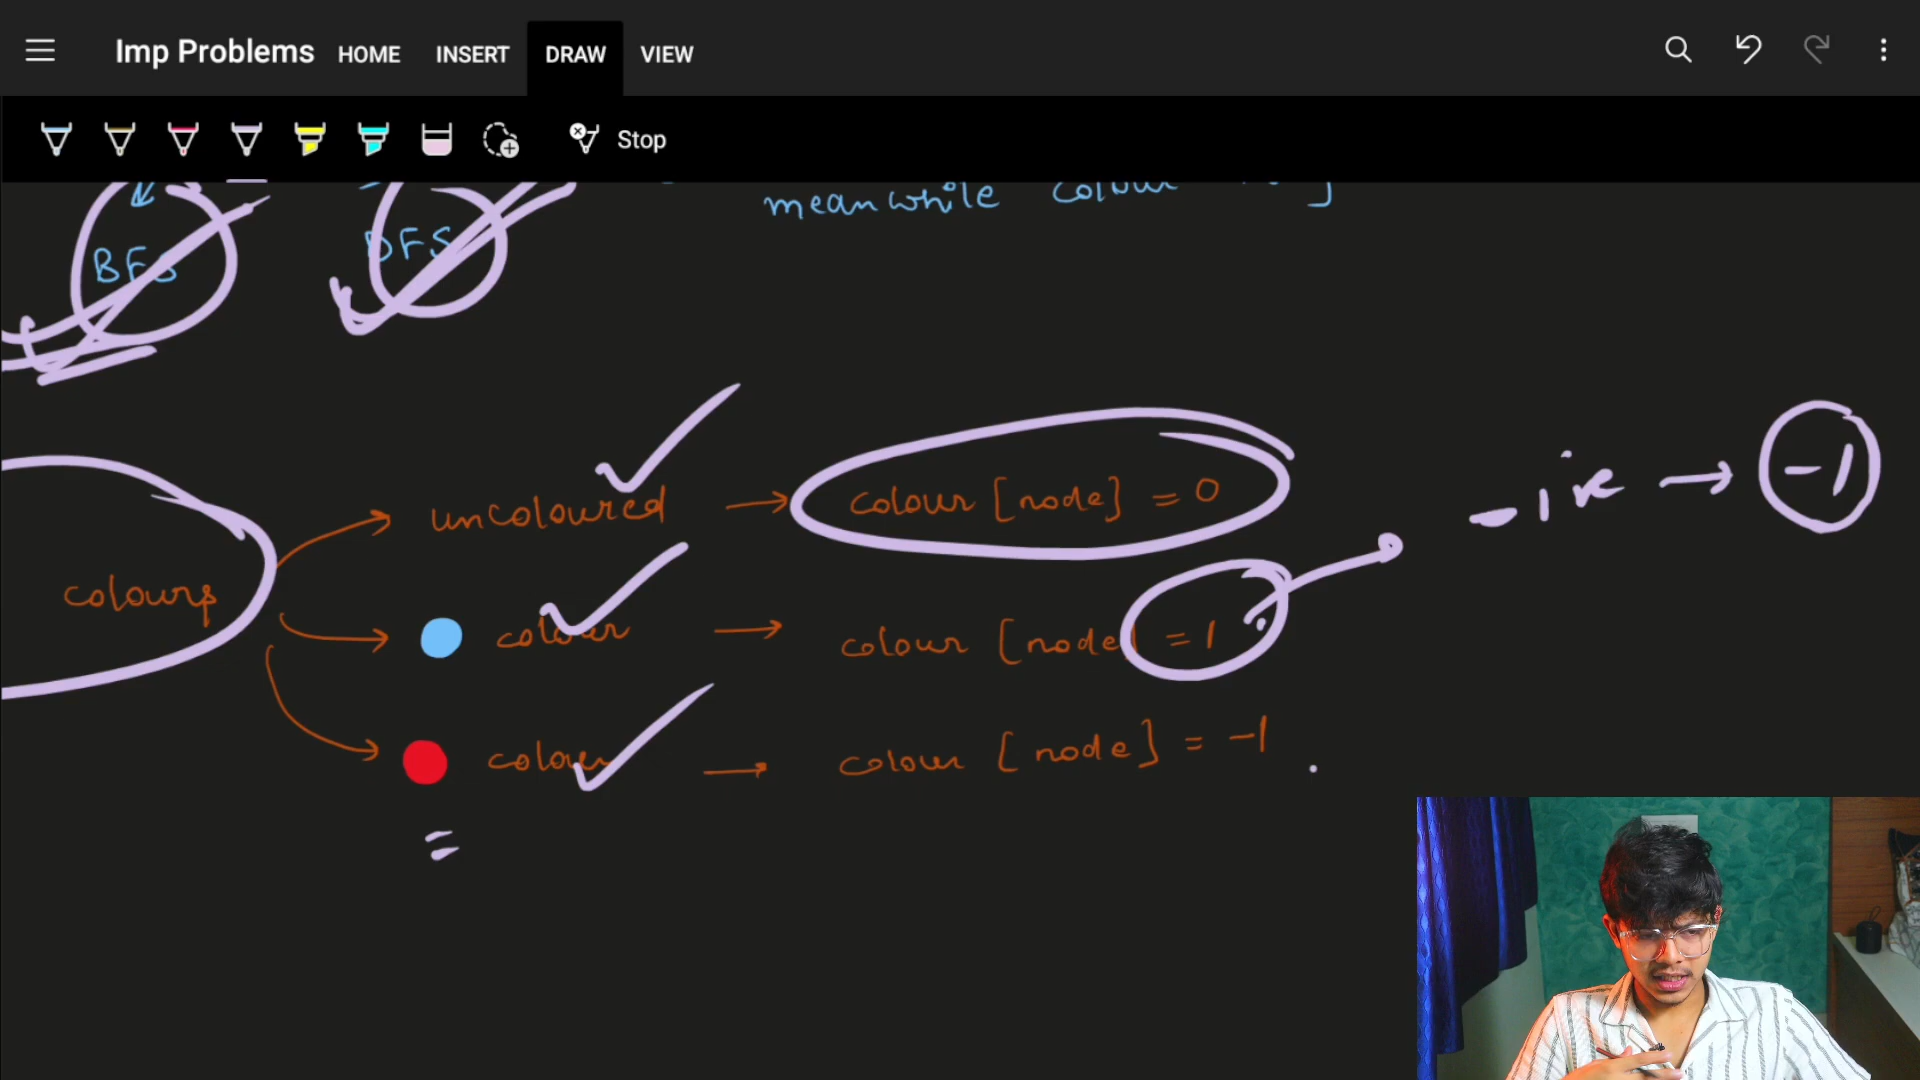 Imp Problems HOME INSERT DRAW VIEW
Stop
meanwhile colour
BFS DFS
uncoloured → colour [node] = 0
-ive → -1
colours
colour → colour [node] = 1
colour → colour [node] = -1
=